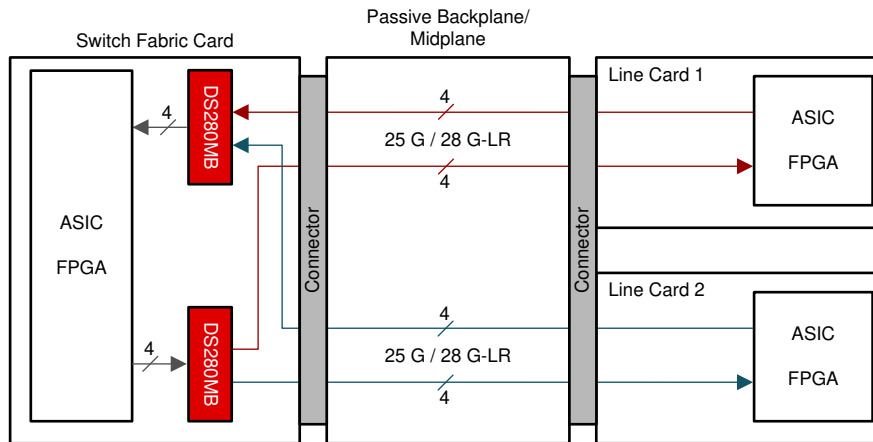 Passive Backplane/
Midplane
Switch Fabric Card
Line Card 1
DS280MB
4
4
25 G / 28 G-LR
4
ASIC
FPGA
ASIC
FPGA
Connector
Connector
Line Card 2
DS280MB
4
4
25 G / 28 G-LR
4
ASIC
FPGA